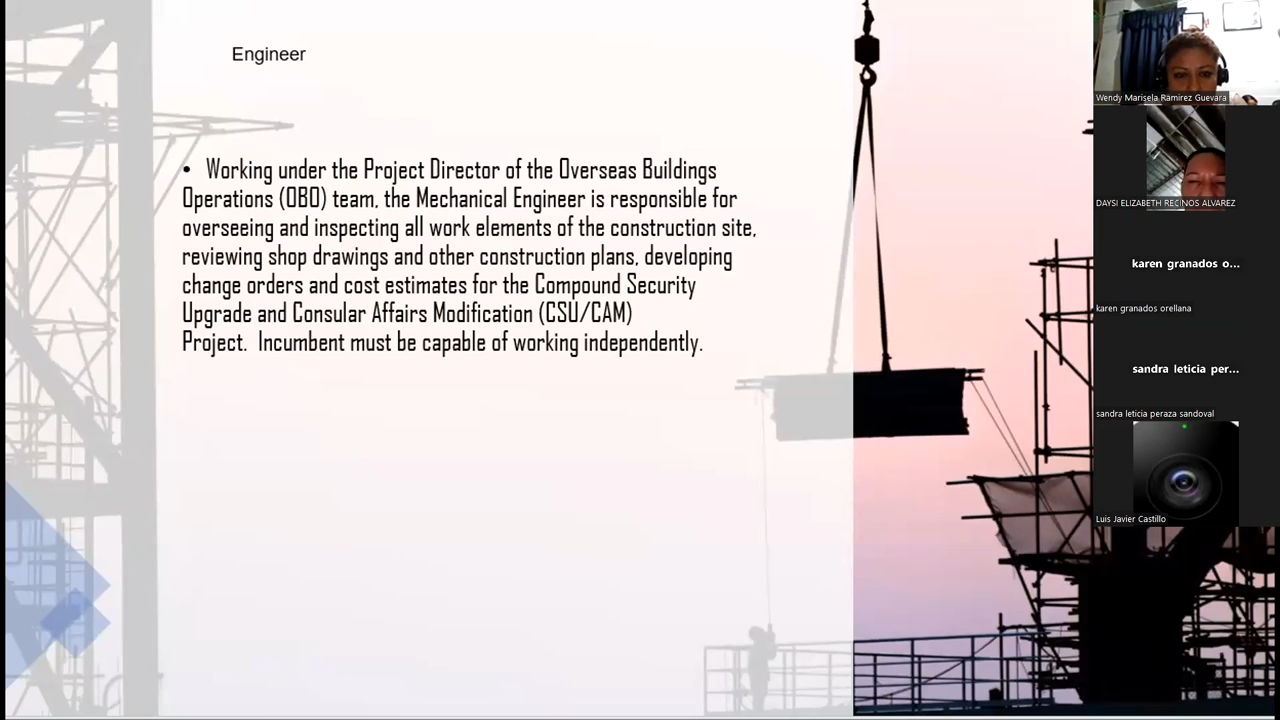 Engineer
• Working under the Project Director of the Overseas Buildings
Operations (OBO) team, the Mechanical Engineer is responsible for
overseeing and inspecting all work elements of the construction site,
reviewing shop drawings and other construction plans, developing
change orders and cost estimates for the Compound Security
Upgrade and Consular Affairs Modification (CSU/CAM)
Project.  Incumbent must be capable of working independently.
Wendy Marisela Ramirez Guevara
DAYSI ELIZABETH RECINOS ALVAREZ
karen granados o...
karen granados orellana
sandra leticia per...
sandra leticia peraza sandoval
Luis Javier Castillo